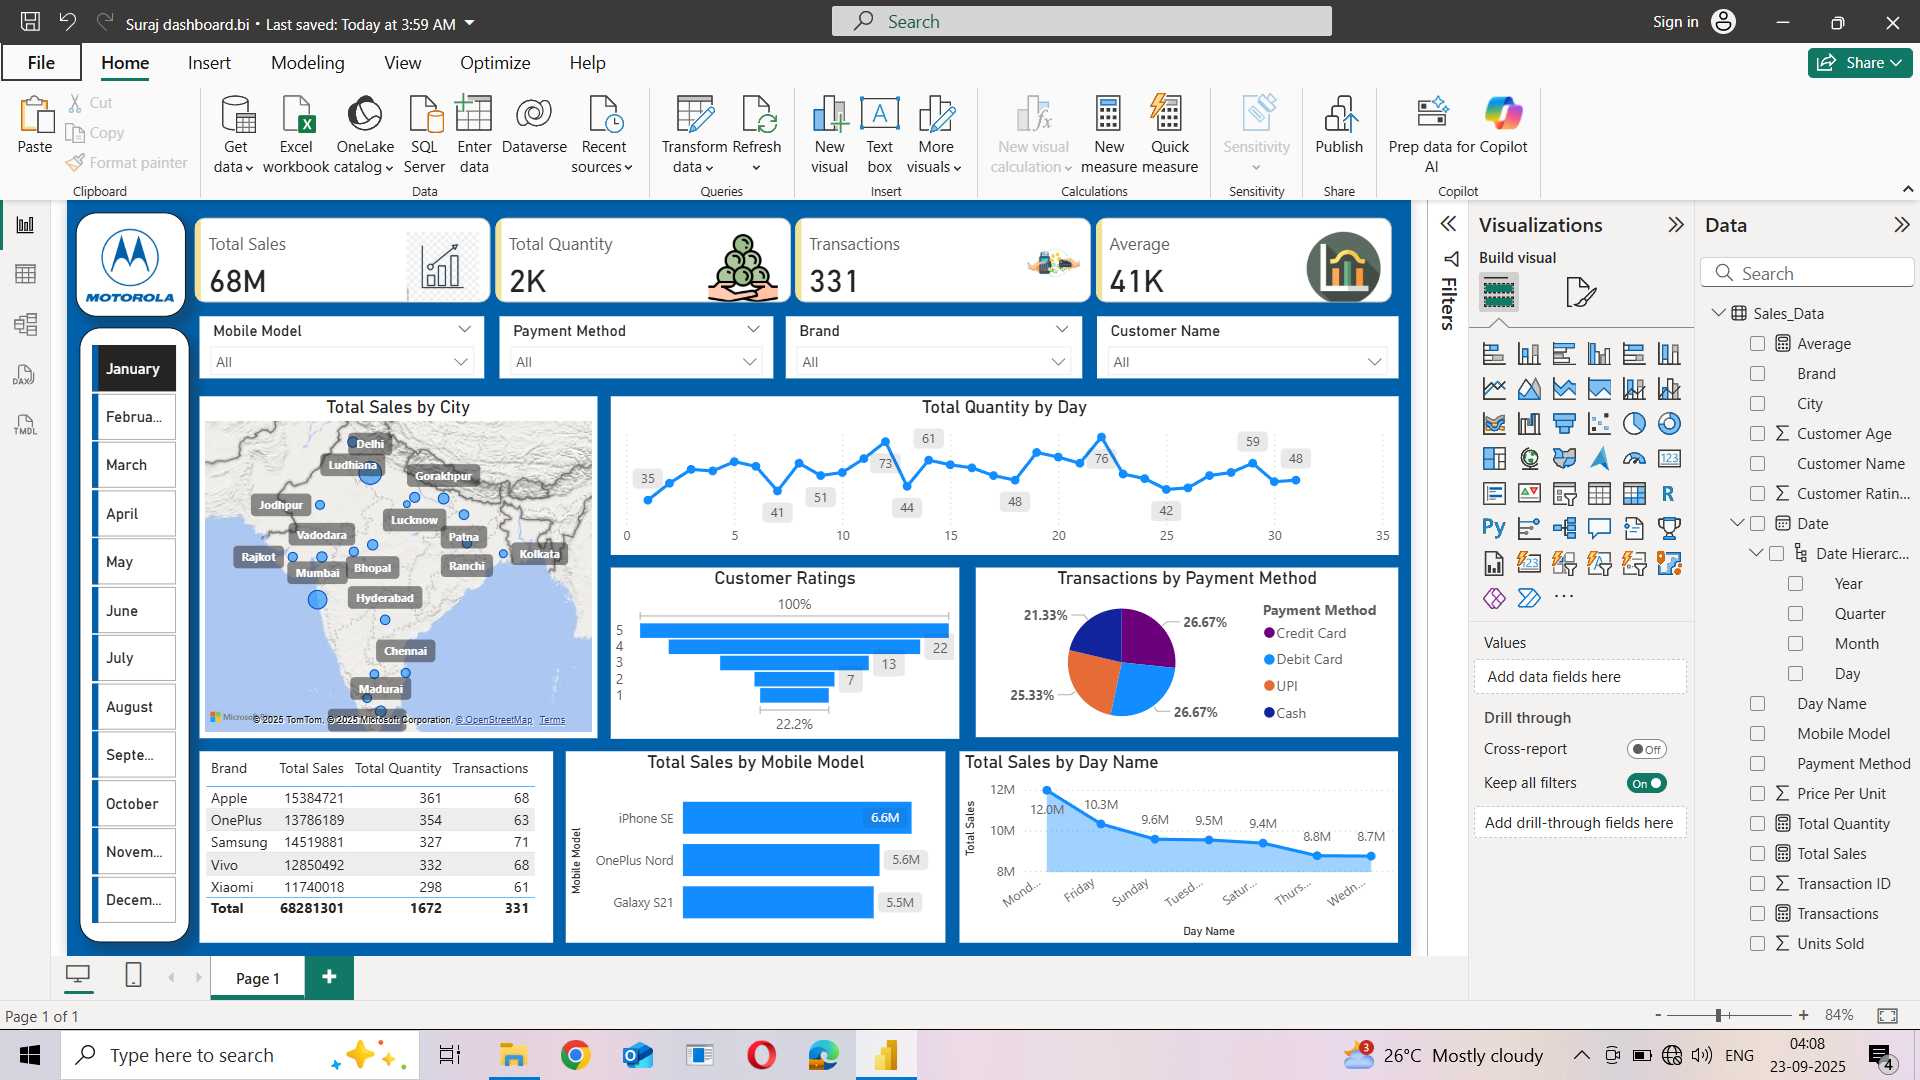 Suraj dashboard.bi • Last saved: Today at 3:59 AM
Search
Sign in
File
Home
Insert
Modeling
View
Optimize
Help
Share
Paste
Cut
Copy
Format painter
Clipboard
Get data
Excel workbook
OneLake catalog
SQL Server
Enter data
Dataverse
Recent sources
Data
Transform data
Refresh
Queries
New visual
Text box
More visuals
Insert
New visual calculation
New measure
Quick measure
Calculations
Sensitivity
Sensitivity
Publish
Share
Prep data for AI
Copilot
Copilot
MOTOROLA
Total Sales
68M
Total Quantity
2K
Transactions
331
Average
41K
Mobile Model
All
Payment Method
All
Brand
All
Customer Name
All
January
Februa...
March
April
May
June
July
August
Septe...
October
Novem...
Decem...
Total Sales by City
Delhi
Ludhiana
Gorakhpur
Jodhpur
Lucknow
Vadodara
Patna
Rajkot
Kolkata
Mumbai
Bhopal
Ranchi
Hyderabad
Chennai
Madurai
© 2025 TomTom, © 2025 Microsoft Corporation, © OpenStreetMap Terms
Total Quantity by Day
35
41
51
73
44
61
48
76
42
59
48
0 5 10 15 20 25 30 35
Customer Ratings
100%
5
4
3
2
1
22
13
7
22.2%
Transactions by Payment Method
21.33%
26.67%
25.33%
26.67%
Payment Method
Credit Card
Debit Card
UPI
Cash
Brand Total Sales Total Quantity Transactions
Apple 15384721 361 68
OnePlus 13786189 354 63
Samsung 14519881 327 71
Vivo 12850492 332 68
Xiaomi 11740018 298 61
Total 68281301 1672 331
Total Sales by Mobile Model
Mobile Model
iPhone SE 6.6M
OnePlus Nord 5.6M
Galaxy S21 5.5M
Total Sales by Day Name
Total Sales
12M
10M
8M
12.0M
10.3M
9.6M
9.5M
9.4M
8.8M
8.7M
Mond...
Friday
Sunday
Tuesd...
Satur...
Thurs...
Wedn...
Day Name
Filters
Visualizations
Build visual
Values
Add data fields here
Drill through
Cross-report Off
Keep all filters On
Add drill-through fields here
Data
Search
Sales_Data
Average
Brand
City
Customer Age
Customer Name
Customer Ratin...
Date
Date Hierarc...
Year
Quarter
Month
Day
Day Name
Mobile Model
Payment Method
Price Per Unit
Total Quantity
Total Sales
Transaction ID
Transactions
Units Sold
DAX
TMDL
Page 1
Page 1 of 1
84%
Type here to search
3
26°C Mostly cloudy
ENG
04:08
23-09-2025
4